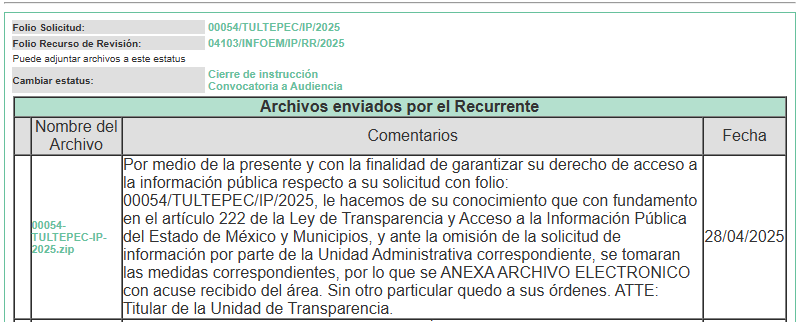 Folio Solicitud: 00054/TULTEPEC/IP/2025
Folio Recurso de Revisión: 04103/INFOEM/IP/RR/2025
Puede adjuntar archivos a este estatus
Cambiar estatus: Cierre de instrucción
Convocatoria a Audiencia
Archivos enviados por el Recurrente
Nombre del
Archivo
Comentarios
Fecha
00054-
TULTEPEC-IP-
2025.zip
Por medio de la presente y con la finalidad de garantizar su derecho de acceso a
la información pública respecto a su solicitud con folio:
00054/TULTEPEC/IP/2025, le hacemos de su conocimiento que con fundamento
en el artículo 222 de la Ley de Transparencia y Acceso a la Información Pública
del Estado de México y Municipios, y ante la omisión de la solicitud de
información por parte de la Unidad Administrativa correspondiente, se tomaran
las medidas correspondientes, por lo que se ANEXA ARCHIVO ELECTRONICO
con acuse recibido del área. Sin otro particular quedo a sus órdenes. ATTE:
Titular de la Unidad de Transparencia.
28/04/2025